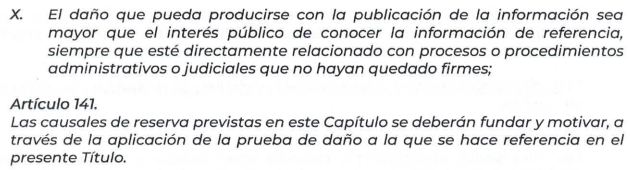 X. El daño que pueda producirse con la publicación de la información sea
mayor que el interés público de conocer la información de referencia,
siempre que esté directamente relacionado con procesos o procedimientos
administrativos o judiciales que no hayan quedado firmes;
Artículo 141.
Las causales de reserva previstas en este Capítulo se deberán fundar y motivar, a
través de la aplicación de la prueba de daño a la que se hace referencia en el
presente Título.